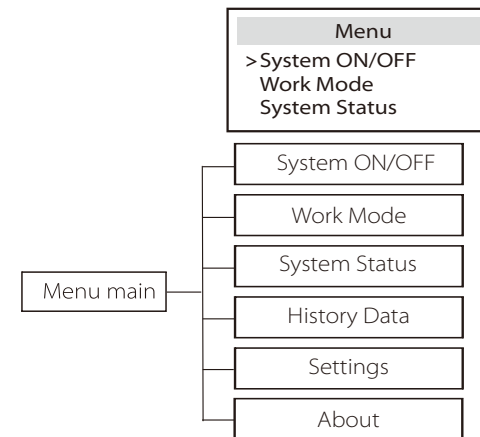 Menu
>System ON/OFF
Work Mode
System Status
System ON/OFF
Work Mode
System Status
Menu main
History Data
Settings
About